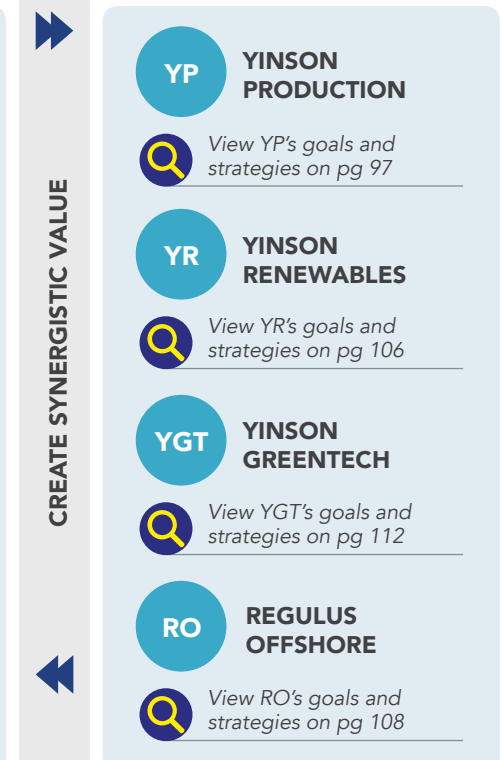 CREATE SYNERGISTIC VALUE
YP
YINSON
PRODUCTION
View YP's goals and
strategies on pg 97
YR
YINSON
RENEWABLES
View YR's goals and
strategies on pg 106
YGT
YINSON
GREENTECH
View YGT's goals and
strategies on pg 112
RO
REGULUS
OFFSHORE
View RO's goals and
strategies on pg 108